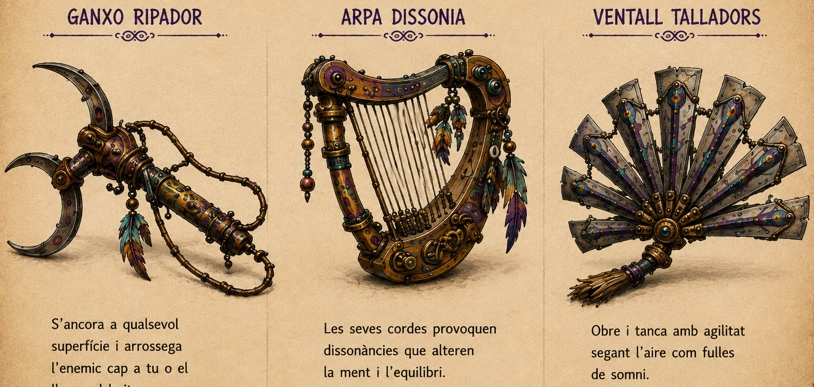 GANXO RIPADOR
S'ancora a qualsevol
superfície i arrossega
l'enemic cap a tu o el
ARPA DISSONIA
Les seves cordes provoquen
dissonàncies que alteren
la ment i l'equilibri.
VENTALL TALLADORS
Obre i tanca amb agilitat
segant l'aire com fulles
de somni.